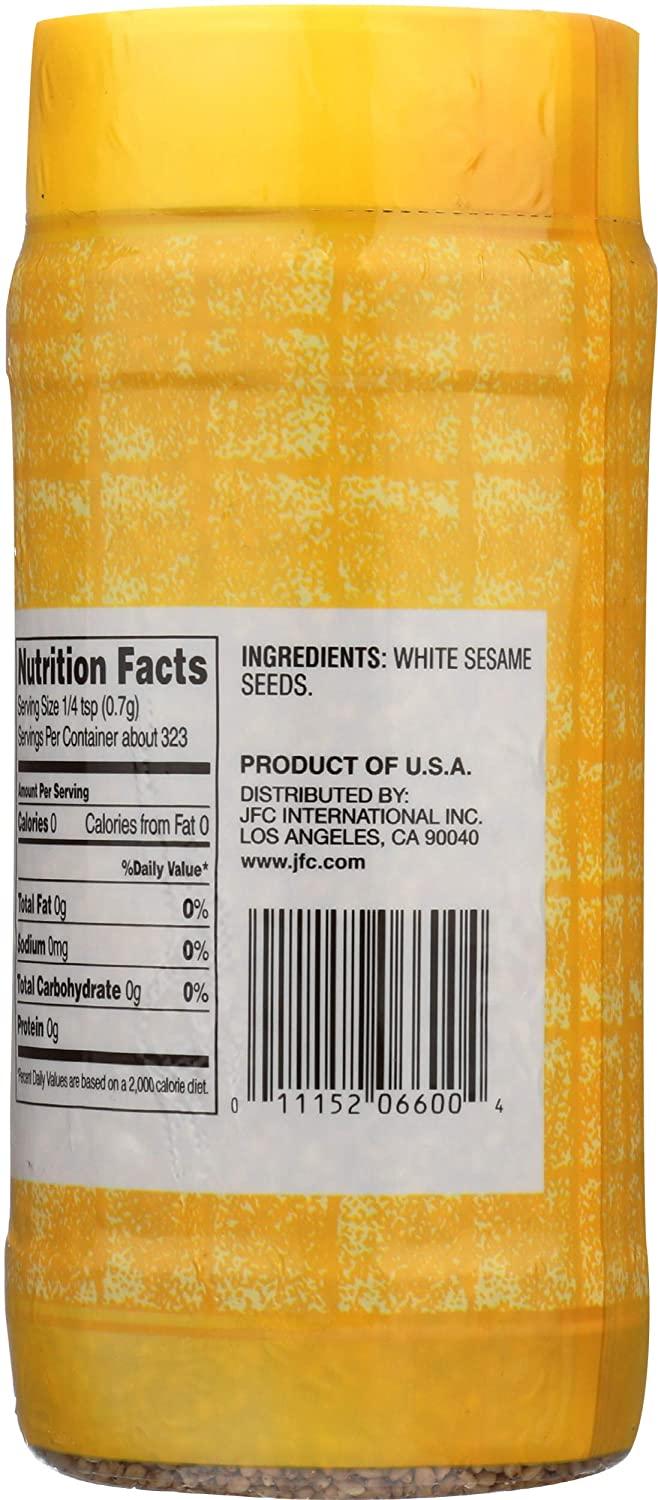 Nutrition Facts
Serving Size 1/4 tsp (0.7g)
Servings Per Container about 323
Amount Per Serving
Calories 0 Calories from Fat 0
%Daily Value*
Total Fat 0g 0%
Sodium 0mg 0%
Total Carbohydrate 0g 0%
Protein 0g
*Percent Daily Values are based on a 2,000 calorie diet.
INGREDIENTS: WHITE SESAME
SEEDS.
PRODUCT OF U.S.A.
DISTRIBUTED BY:
JFC INTERNATIONAL INC.
LOS ANGELES, CA 90040
www.jfc.com
0 11152 06600 4